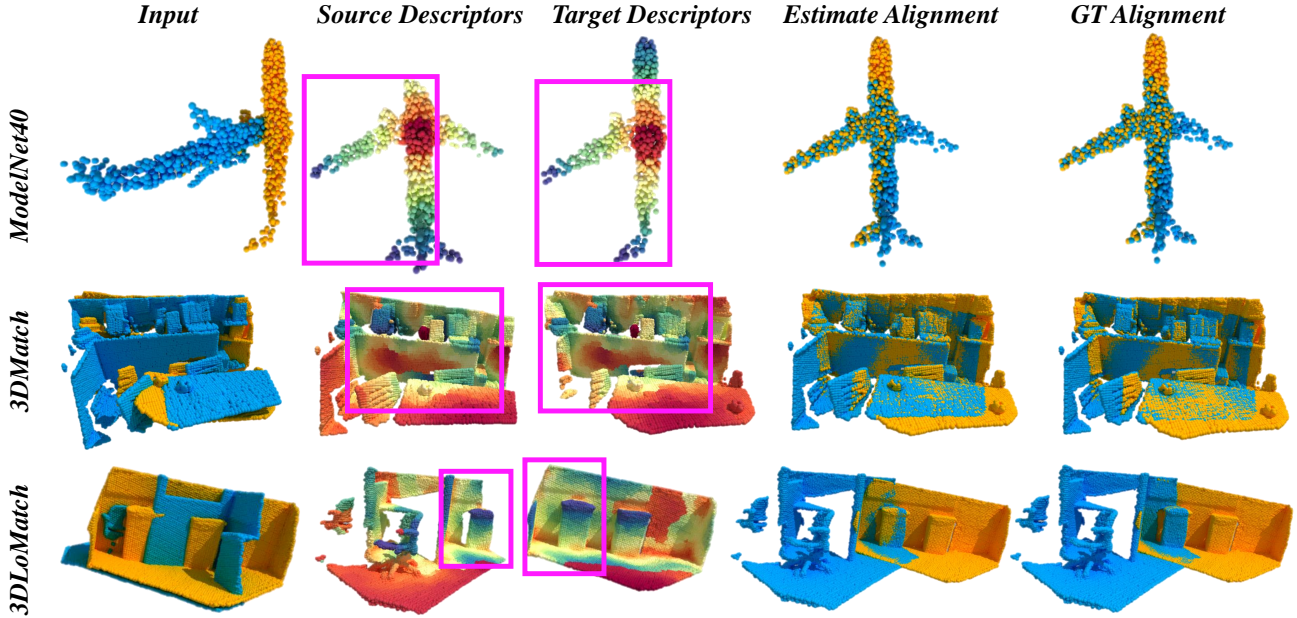 Input Source Descriptors Target Descriptors Estimate Alignment GT Alignment
ModelNet40
3DMatch
3DLoMatch